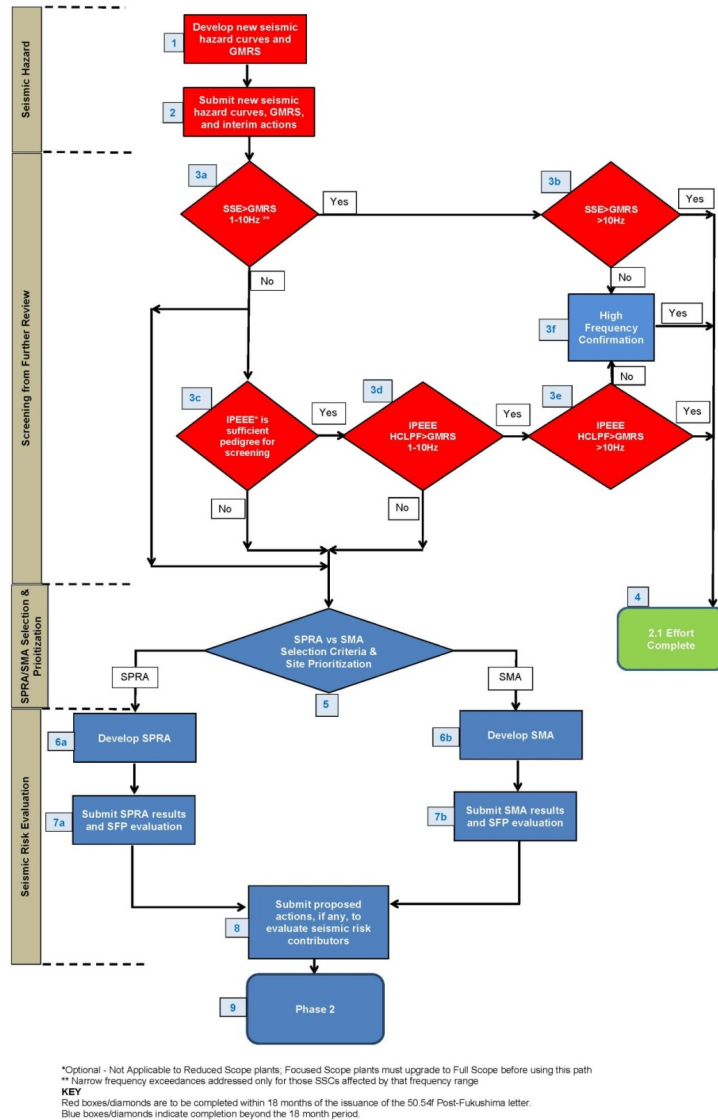 Seismic Hazard
1
Develop new seismic
hazard curves and
GMRS
2
Submit new seismic
hazard curves, GMRS,
and interim actions
Screening from Further Review
3a
SSE>GMRS
1-10Hz **
Yes
3b
SSE>GMRS
>10Hz
Yes
No
No
3f
High
Frequency
Confirmation
Yes
3c
IPEEE* is
sufficient
pedigree for
screening
Yes
3d
IPEEE
HCLPF>GMRS
1-10Hz
Yes
No
3e
IPEEE
HCLPF>GMRS
>10Hz
Yes
No
No
4
2.1 Effort
Complete
SPRA/SMA Selection &
Prioritization
SPRA vs SMA
Selection Criteria &
Site Prioritization
5
SPRA
SMA
Seismic Risk Evaluation
6a
Develop SPRA
6b
Develop SMA
7a
Submit SPRA results
and SFP evaluation
7b
Submit SMA results
and SFP evaluation
8
Submit proposed
actions, if any, to
evaluate seismic risk
contributors
9
Phase 2
*Optional - Not Applicable to Reduced Scope plants; Focused Scope plants must upgrade to Full Scope before using this path
** Narrow frequency exceedances addressed only for those SSCs affected by that frequency range
KEY
Red boxes/diamonds are to be completed within 18 months of the issuance of the 50.54f Post-Fukushima letter.
Blue boxes/diamonds indicate completion beyond the 18 month period.